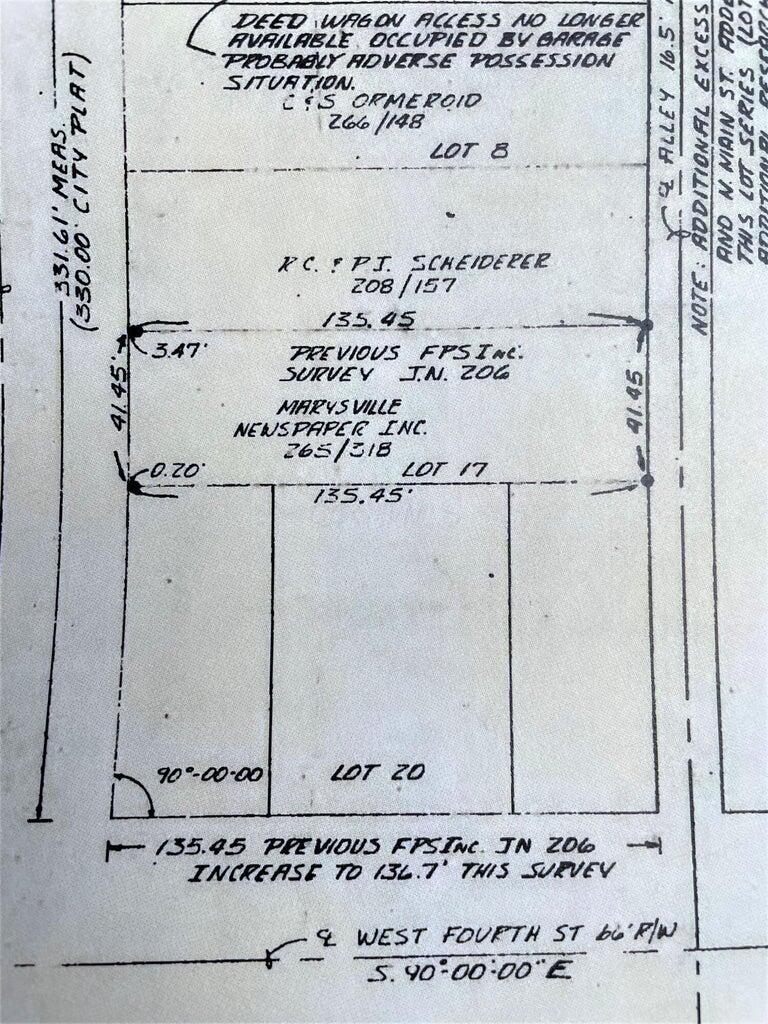 DEED WAGON ACCESS NO LONGER
AVAILABLE OCCUPIED BY GARAGE
PROBABLY ADVERSE POSSESSION
SITUATION.
C & S ORMEROID
266/148
LOT 8
R.C. & P.J. SCHEIDERER
208/157
135.45
3.47'
PREVIOUS FPS INC.
SURVEY J.N. 206
MARYSVILLE
NEWSPAPER INC.
265/318
LOT 17
0.20'
135.45'
41.45'
41.45'
331.61' MEAS.
(330.00' CITY PLAT)
℄ ALLEY 16.5'
NOTE: ADDITIONAL EXCESS
AND N. MAIN ST. ADDE
THIS LOT SERIES (LOT
ADDITIONAL RESEARCH
90°-00-00
LOT 20
135.45 PREVIOUS FPS INC. JN 206
INCREASE TO 136.7' THIS SURVEY
℄ WEST FOURTH ST 66' R/W
S. 90°-00'-00" E